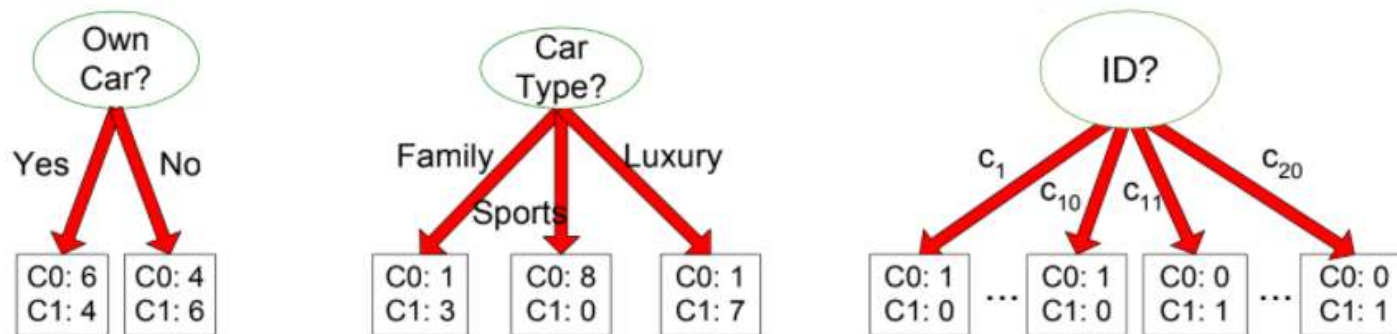 Own
Car?
Yes
No
C0: 6
C1: 4
C0: 4
C1: 6
Car
Type?
Family
Sports
Luxury
C0: 1
C1: 3
C0: 8
C1: 0
C0: 1
C1: 7
ID?
c1
c10
c11
c20
C0: 1
C1: 0
...
C0: 1
C1: 0
C0: 0
C1: 1
...
C0: 0
C1: 1